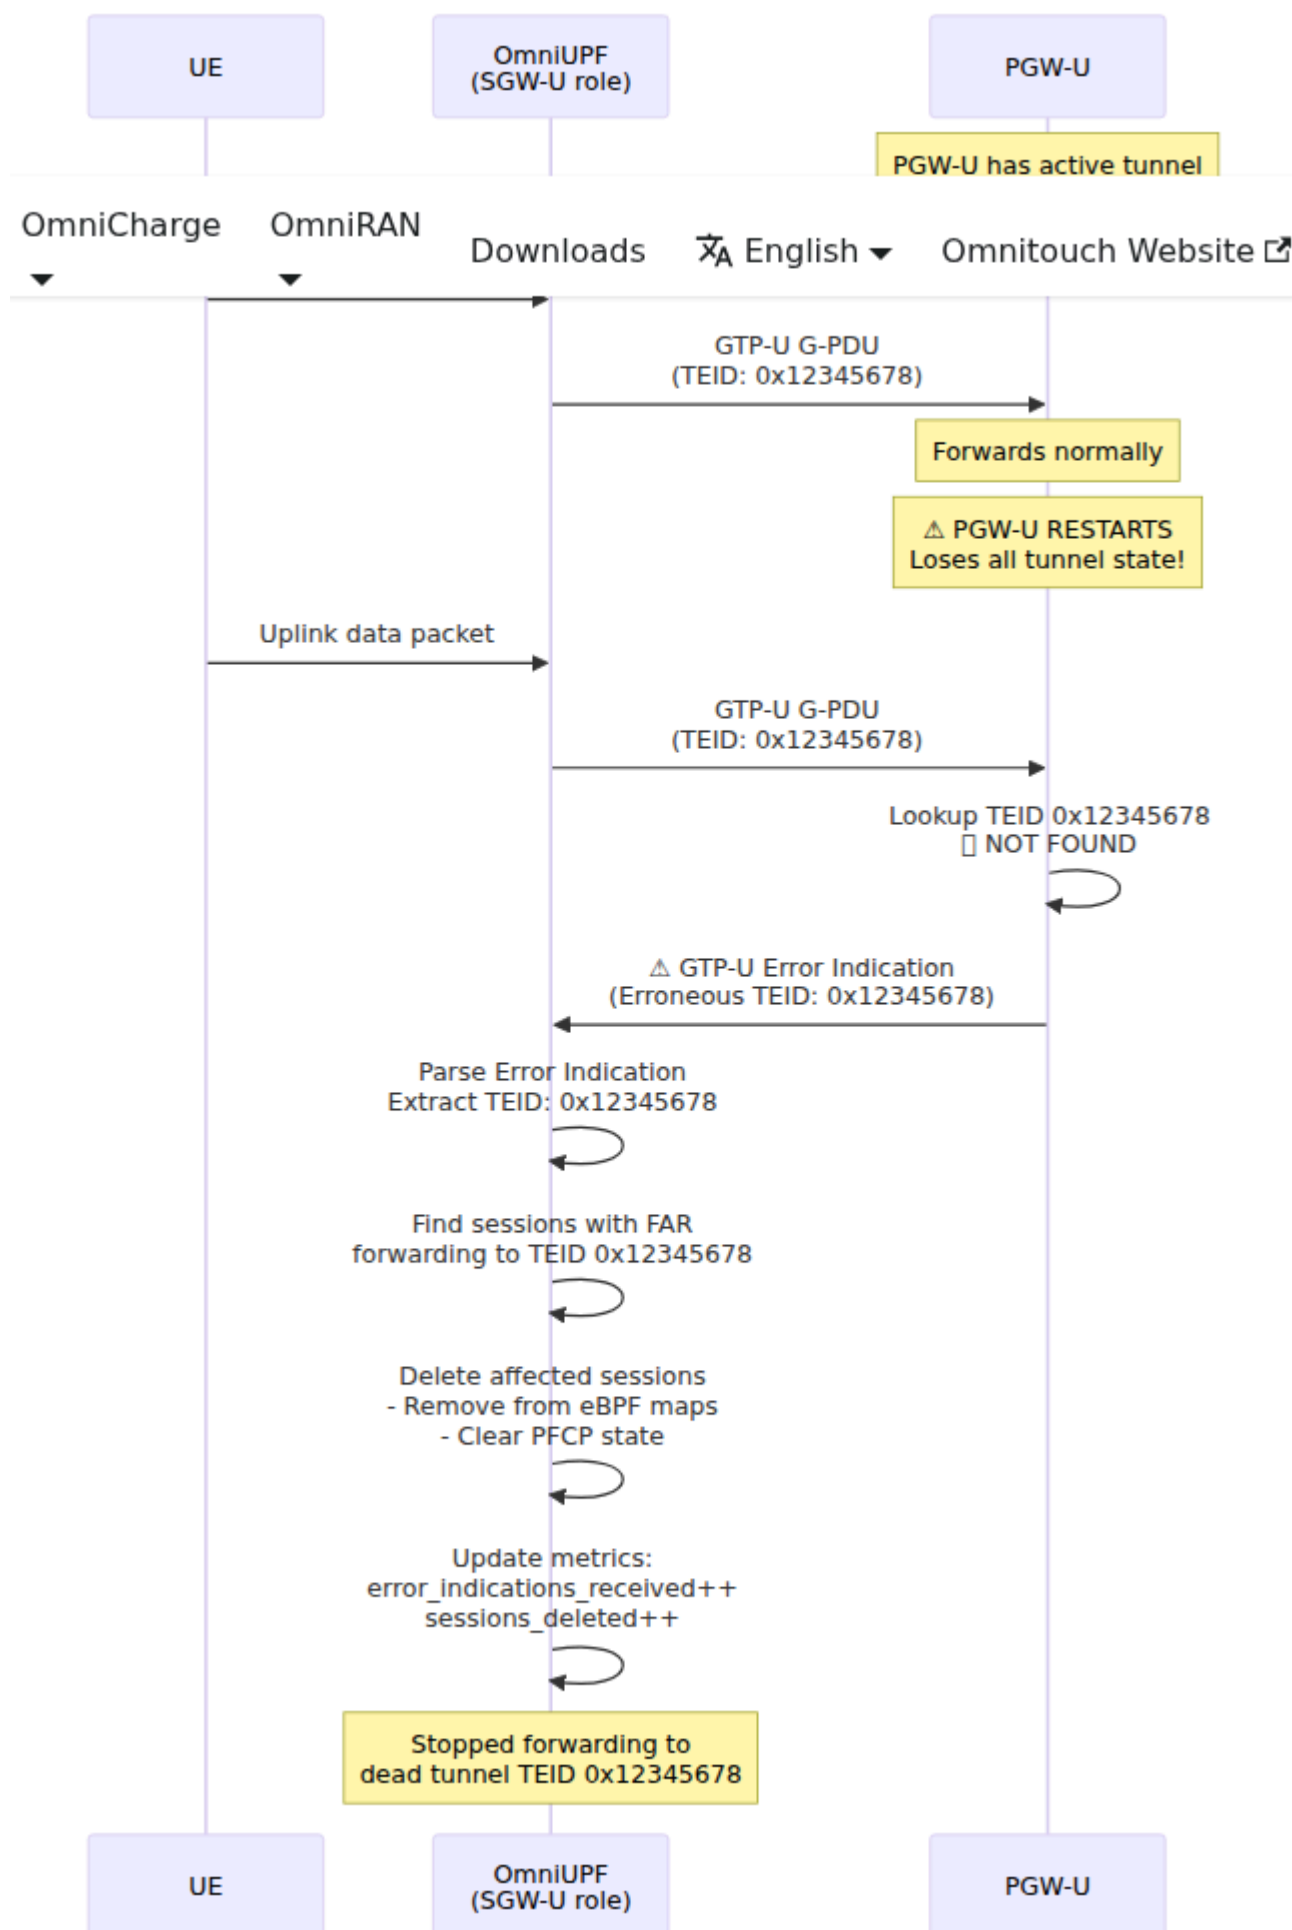 UE
OmniUPF
(SGW-U role)
PGW-U
PGW-U has active tunnel
OmniCharge
OmniRAN
Downloads
English
Omnitouch Website
GTP-U G-PDU
(TEID: 0x12345678)
Forwards normally
⚠ PGW-U RESTARTS
Loses all tunnel state!
Uplink data packet
GTP-U G-PDU
(TEID: 0x12345678)
Lookup TEID 0x12345678
NOT FOUND
⚠ GTP-U Error Indication
(Erroneous TEID: 0x12345678)
Parse Error Indication
Extract TEID: 0x12345678
Find sessions with FAR
forwarding to TEID 0x12345678
Delete affected sessions
- Remove from eBPF maps
- Clear PFCP state
Update metrics:
error_indications_received++
sessions_deleted++
Stopped forwarding to
dead tunnel TEID 0x12345678
UE
OmniUPF
(SGW-U role)
PGW-U